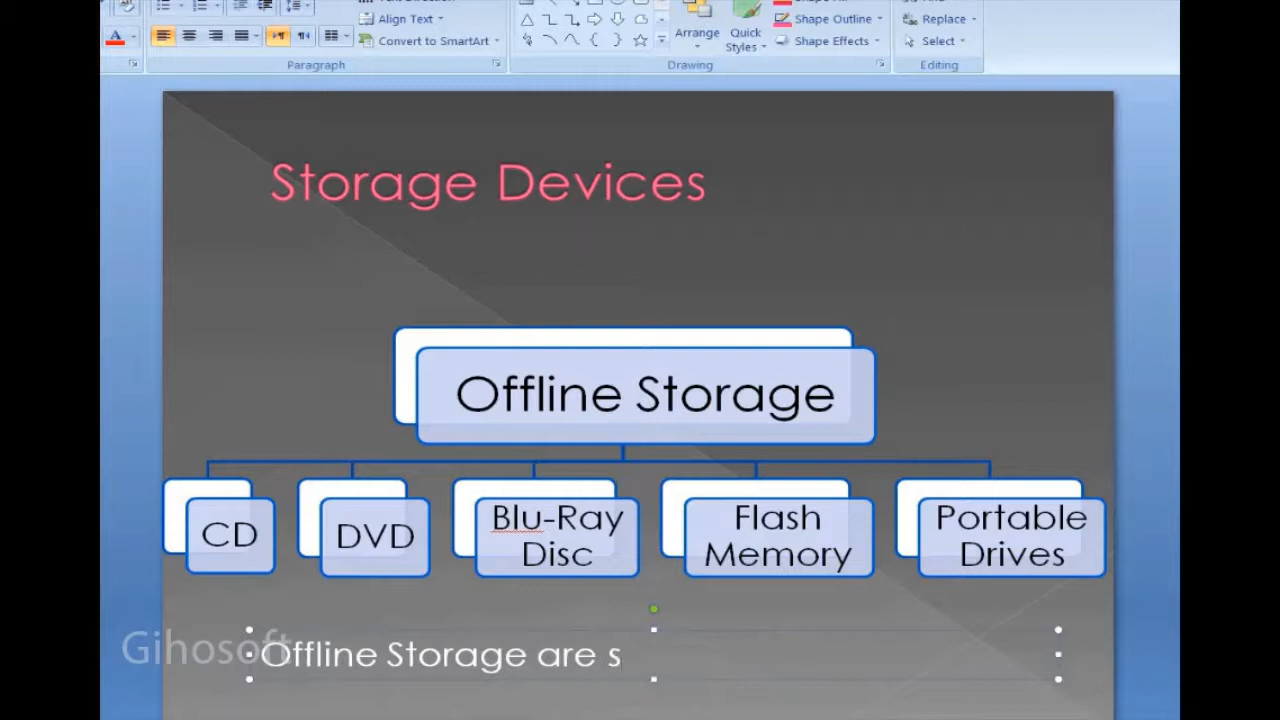 Align Text
Convert to SmartArt
Paragraph
Arrange
Quick
Styles
Shape Outline
Shape Effects
Drawing
Replace
Select
Editing
Storage Devices
Offline Storage
CD
DVD
Blu-Ray
Disc
Flash
Memory
Portable
Drives
Gihosoft
Offline Storage are s